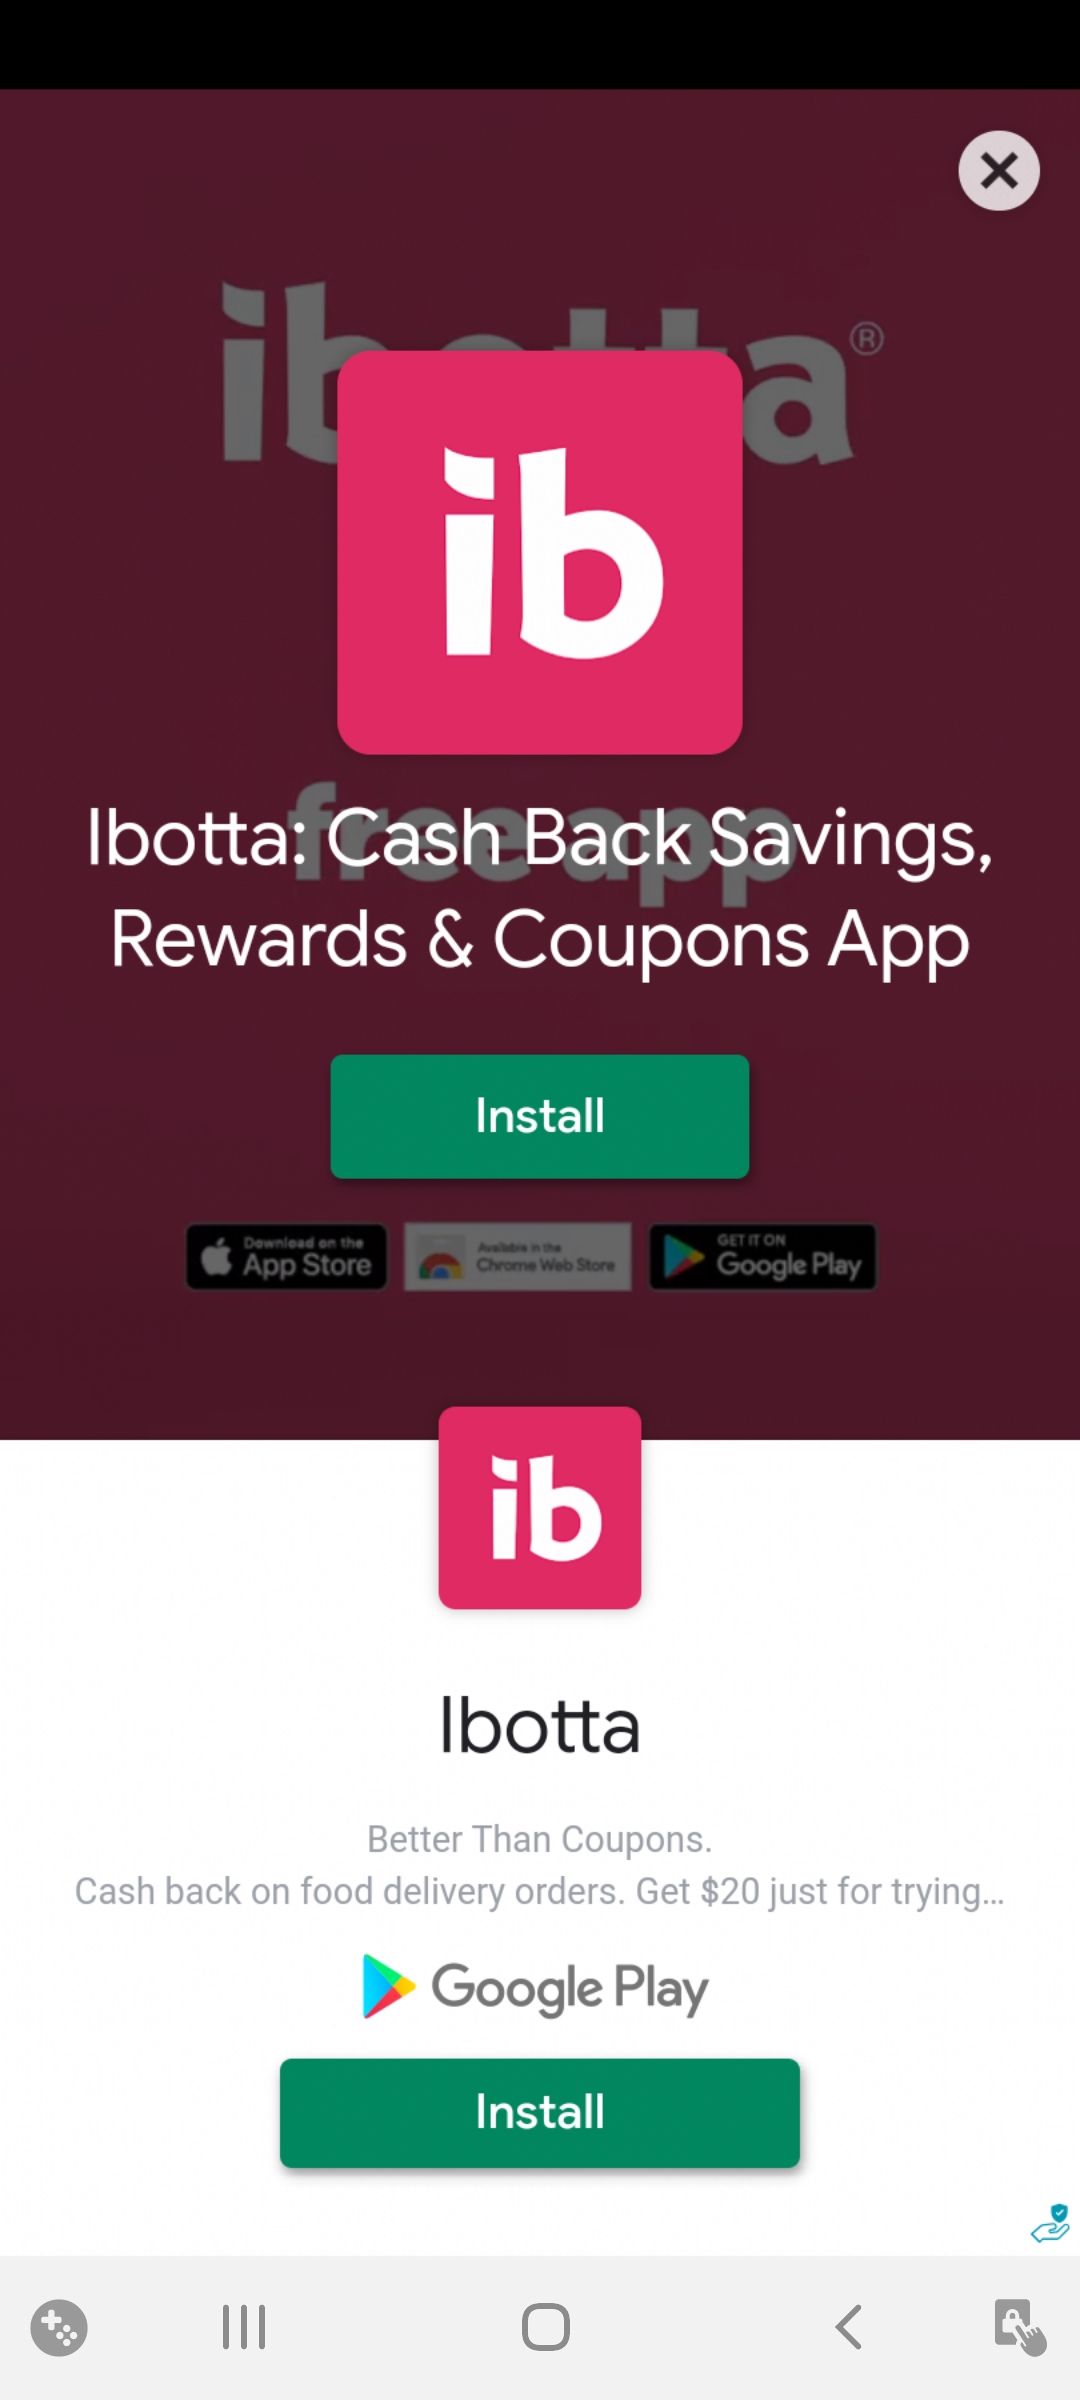 ibotta®
ib
free app
Ibotta: Cash Back Savings,
Rewards & Coupons App
Install
Download on the
App Store
Available in the
Chrome Web Store
GET IT ON
Google Play
ib
Ibotta
Better Than Coupons.
Cash back on food delivery orders. Get $20 just for trying...
Google Play
Install